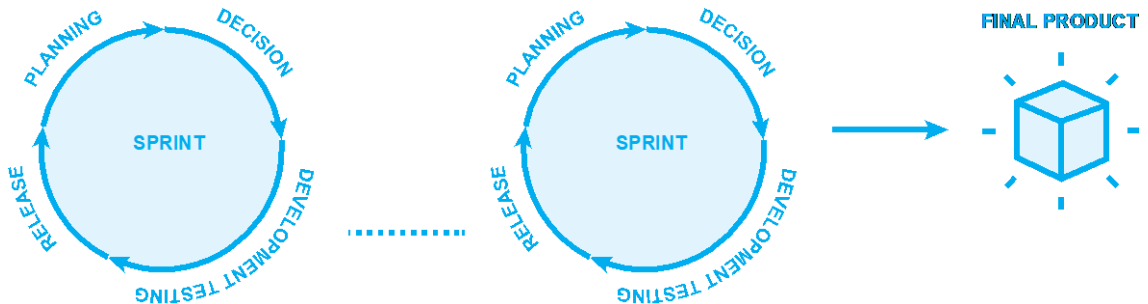 PLANNING
DECISION
SPRINT
RELEASE
DEVELOPMENT TESTING
PLANNING
DECISION
SPRINT
RELEASE
DEVELOPMENT TESTING
FINAL PRODUCT